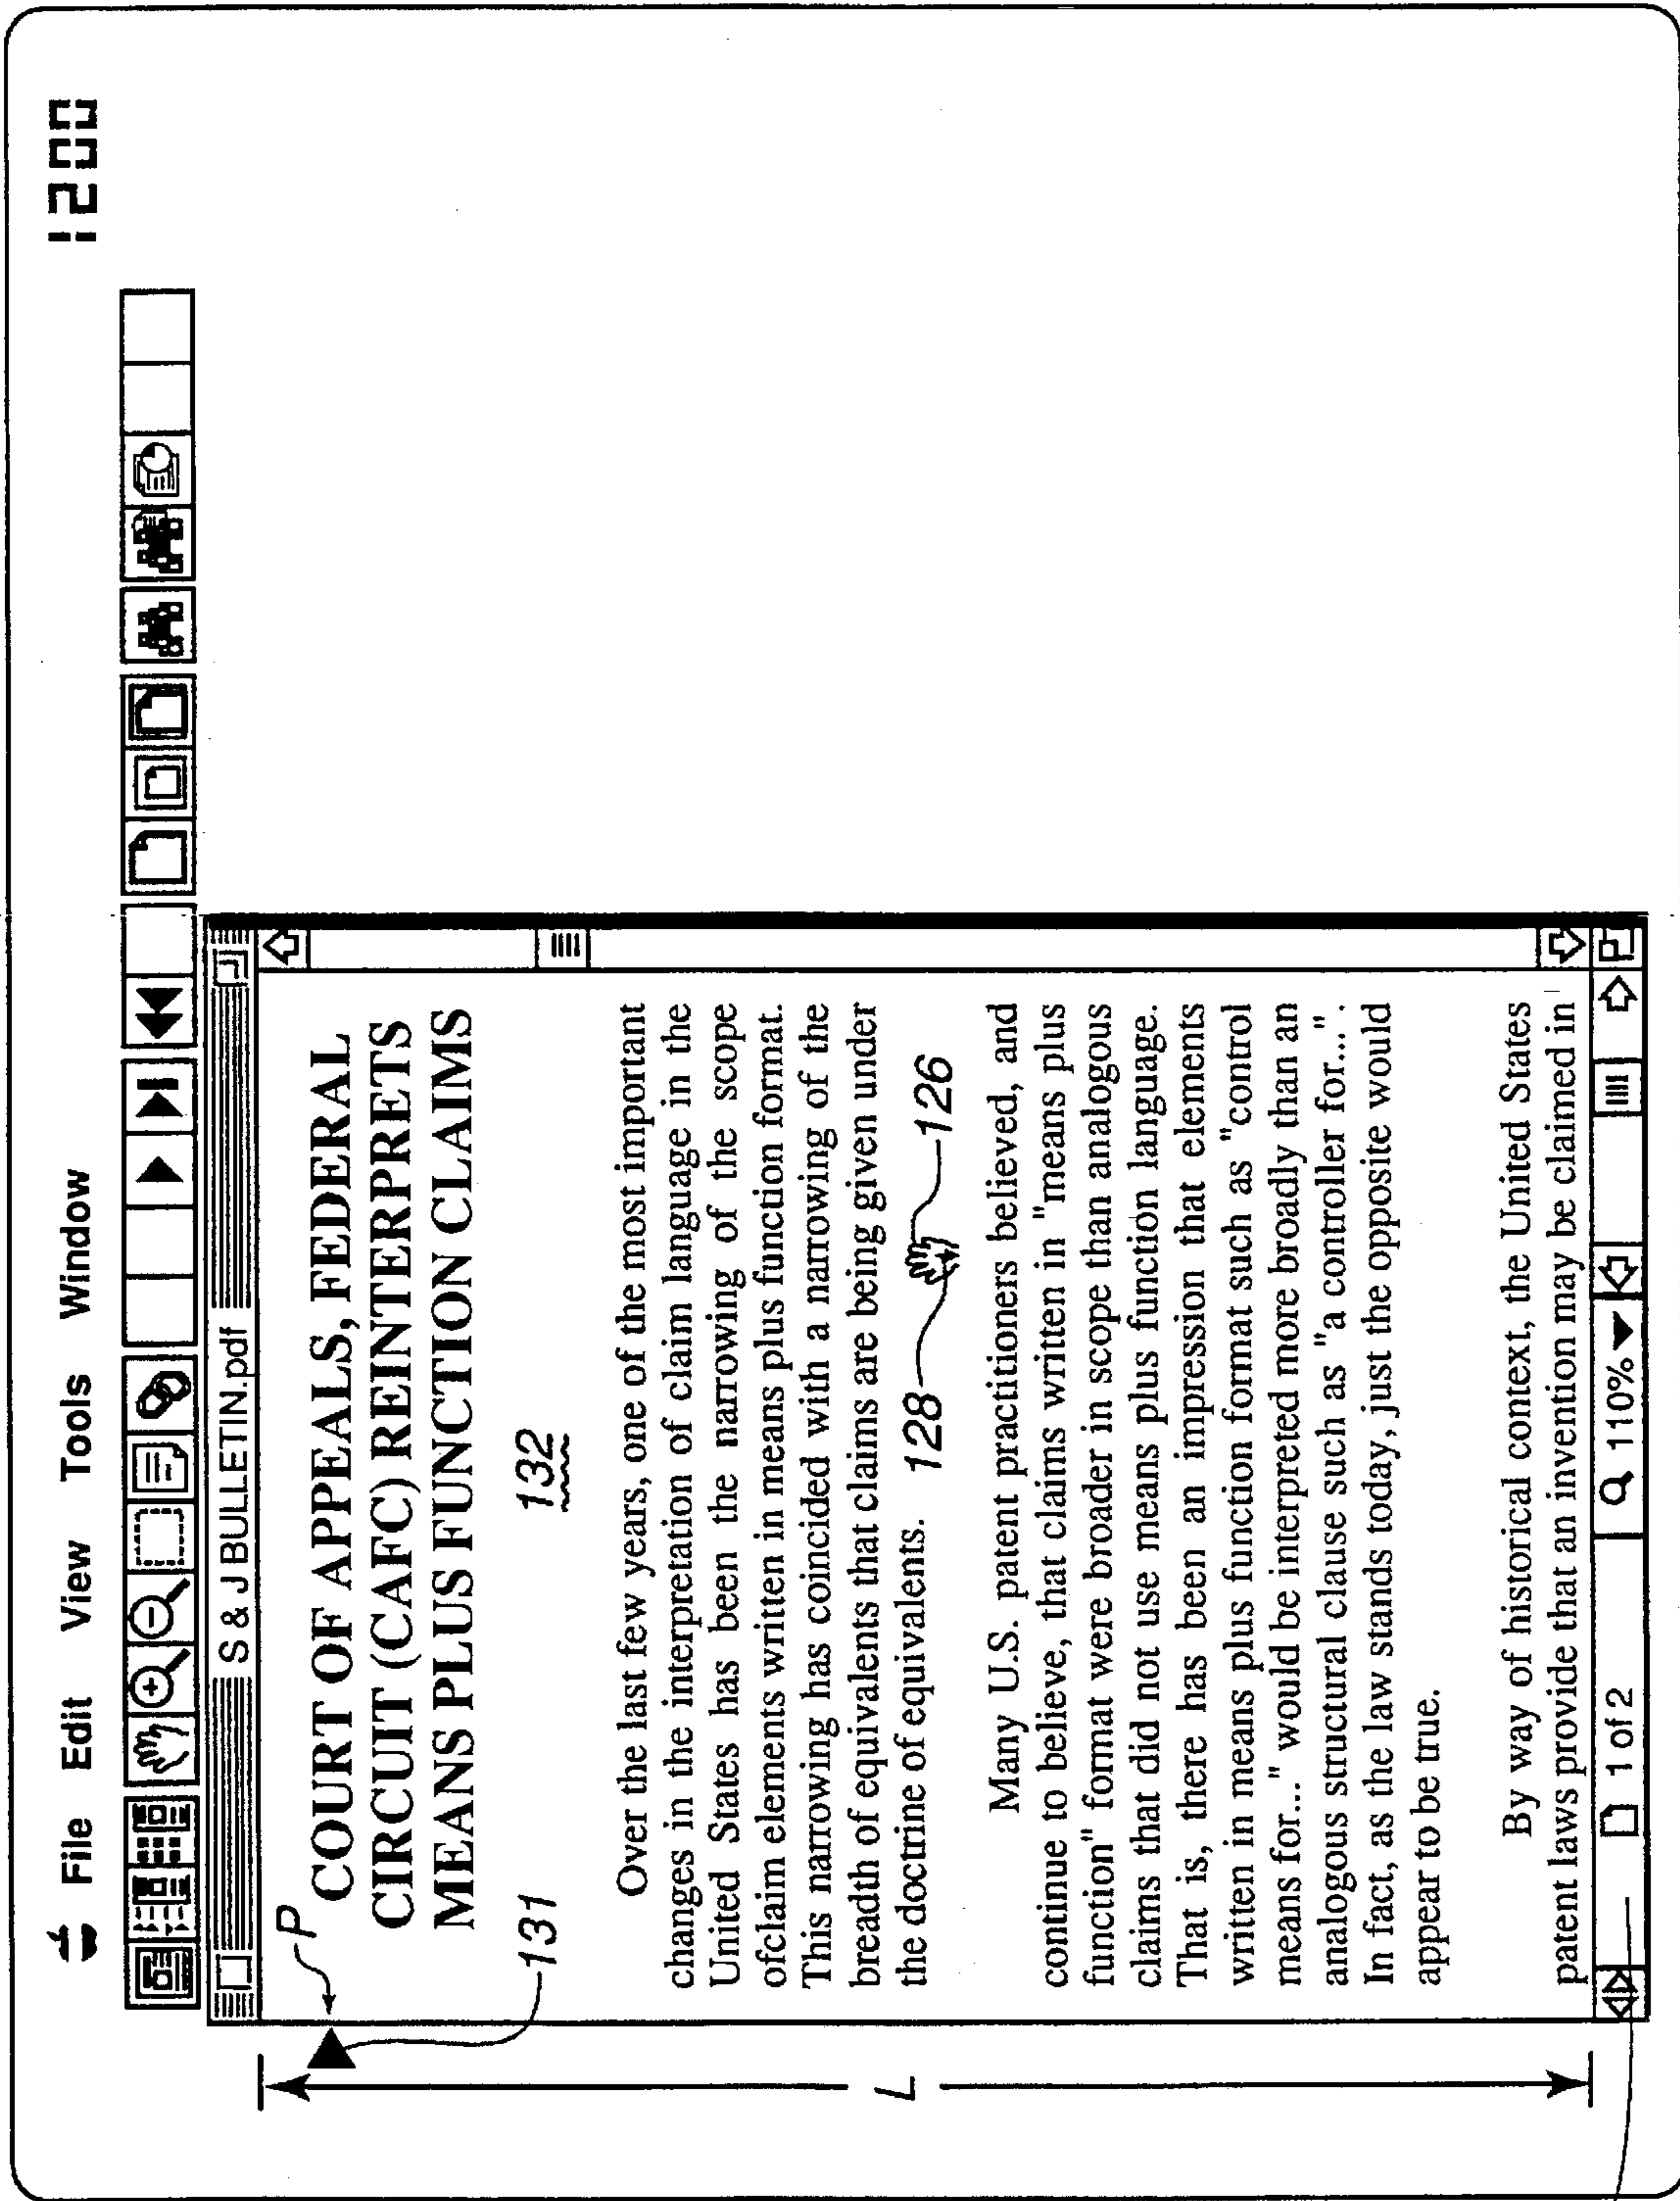 1200
File Edit View Tools Window
S & J BULLETIN.pdf
P
COURT OF APPEALS, FEDERAL
CIRCUIT (CAFC) REINTERPRETS
MEANS PLUS FUNCTION CLAIMS
131
132
Over the last few years, one of the most important
changes in the interpretation of claim language in the
United States has been the narrowing of the scope
ofclaim elements written in means plus function format.
This narrowing has coincided with a narrowing of the
breadth of equivalents that claims are being given under
the doctrine of equivalents. 128 126
L
Many U.S. patent practitioners believed, and
continue to believe, that claims written in "means plus
function" format were broader in scope than analogous
claims that did not use means plus function language.
That is, there has been an impression that elements
written in means plus function format such as "control
means for..." would be interpreted more broadly than an
analogous structural clause such as "a controller for..." .
In fact, as the law stands today, just the opposite would
appear to be true.
By way of historical context, the United States
patent laws provide that an invention may be claimed in
1 of 2 110%